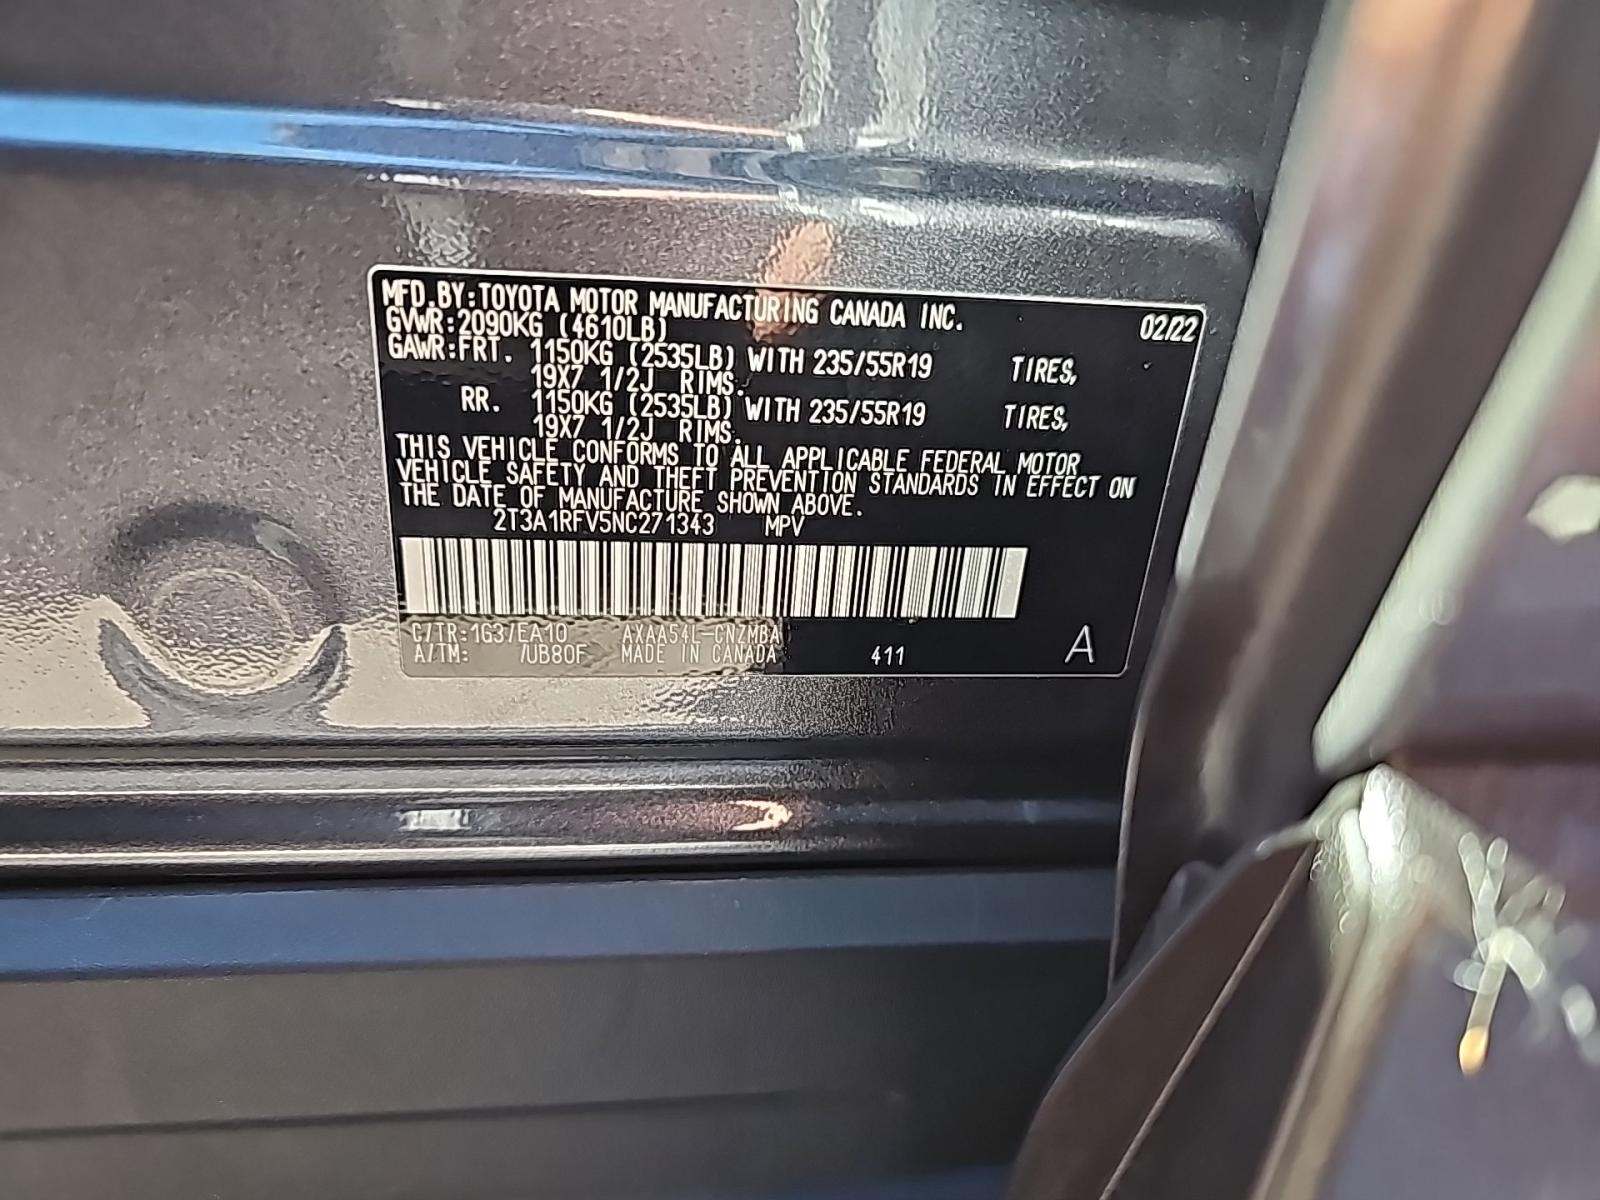 MFD.BY:TOYOTA MOTOR MANUFACTURING CANADA INC. 02/22
GVWR:2090KG (4610LB)
GAWR:FRT. 1150KG (2535LB) WITH 235/55R19 TIRES,
19X7 1/2J RIMS.
RR. 1150KG (2535LB) WITH 235/55R19 TIRES,
19X7 1/2J RIMS.
THIS VEHICLE CONFORMS TO ALL APPLICABLE FEDERAL MOTOR
VEHICLE SAFETY AND THEFT PREVENTION STANDARDS IN EFFECT ON
THE DATE OF MANUFACTURE SHOWN ABOVE.
2T3A1RFV5NC271343 MPV
C/TR:1G3/EA10 AXAA54L-CNZMBA
A/TM: /UB80F MADE IN CANADA 411 A